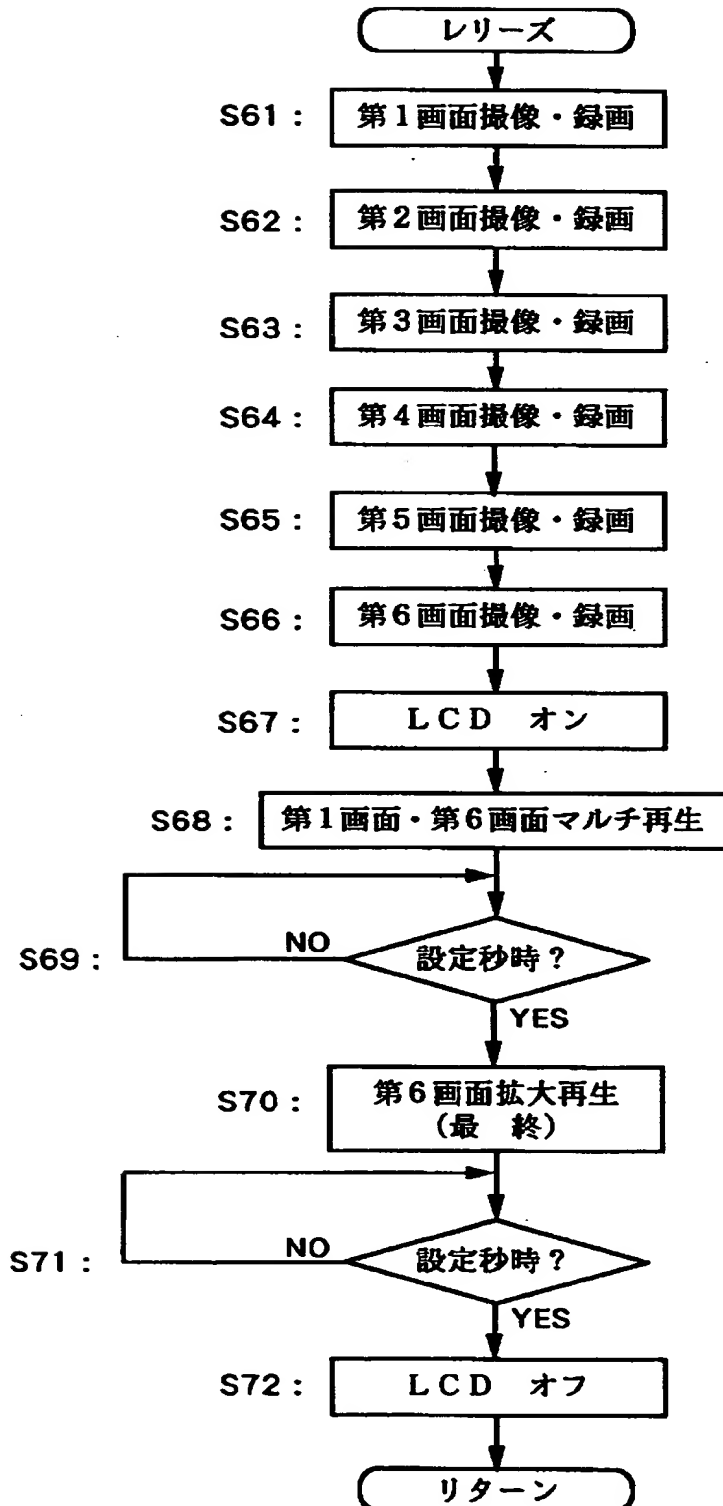 レリーズ
S61: 第1画面撮像・録画
S62: 第2画面撮像・録画
S63: 第3画面撮像・録画
S64: 第4画面撮像・録画
S65: 第5画面撮像・録画
S66: 第6画面撮像・録画
S67: LCD オン
S68: 第1画面・第6画面マルチ再生
S69: NO 設定秒時?
YES
S70: 第6画面拡大再生
(最 終)
S71: NO 設定秒時?
YES
S72: LCD オフ
リターン